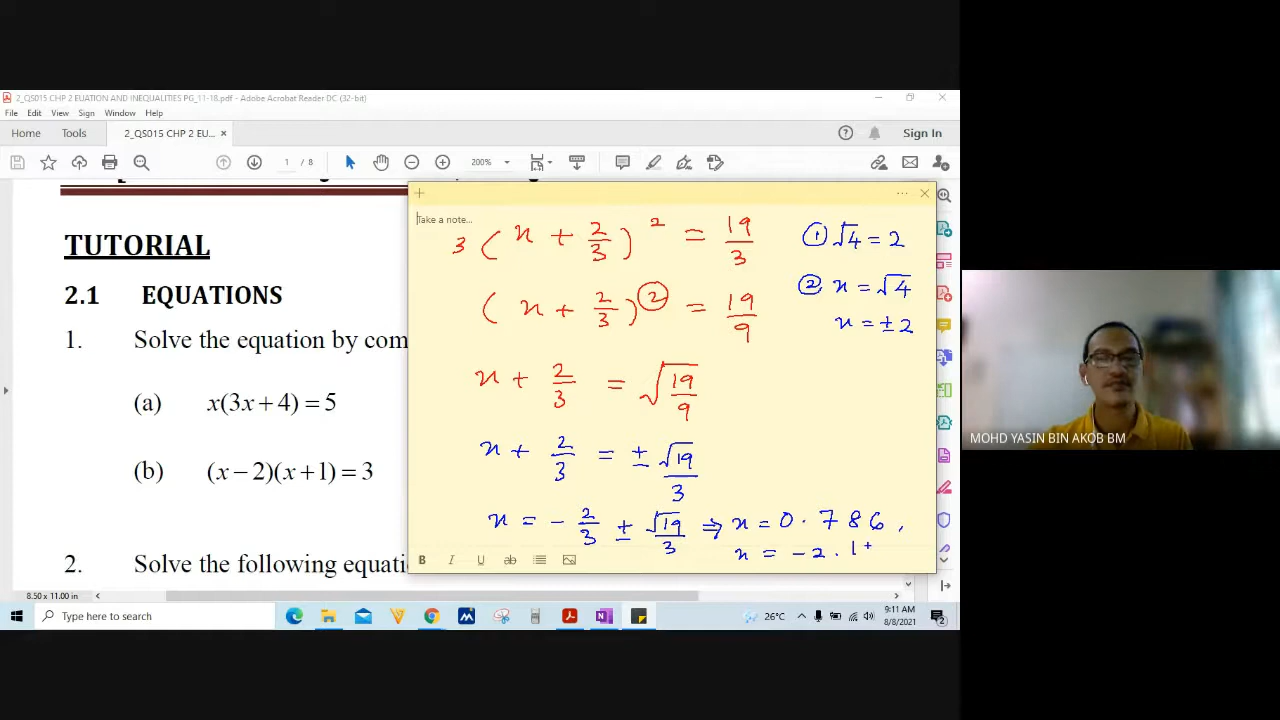 2_QS015 CHP 2 EUATION AND INEQUALITIES PG_11-18.pdf - Adobe Acrobat Reader DC (32-bit)
File Edit View Sign Window Help
Home Tools 2_QS015 CHP 2 EU... × Sign In
1 / 8 200%
TUTORIAL
2.1 EQUATIONS
1. Solve the equation by com
(a) x(3x+4)=5
(b) (x−2)(x+1)=3
2. Solve the following equati
8.50 x 11.00 in
Take a note...
3 (x + 2/3)² = 19/3
(x + 2/3)² = 19/9
x + 2/3 = √(19/9)
x + 2/3 = ± √19/3
x = − 2/3 ± √19/3 ⇒ x = 0.786,
x = −2.1
① √4 = 2
② x = √4
x = ± 2
B I U ab
Type here to search
26°C
9:11 AM
8/8/2021
2
MOHD YASIN BIN AKOB BM